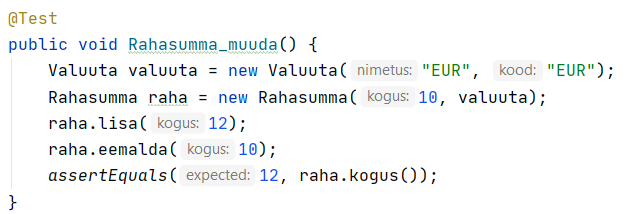 @Test
public void Rahasumma_muuda() {
    Valuuta valuuta = new Valuuta( nimetus: "EUR", kood: "EUR");
    Rahasumma raha = new Rahasumma( kogus: 10, valuuta);
    raha.lisa( kogus: 12);
    raha.eemalda( kogus: 10);
    assertEquals( expected: 12, raha.kogus());
}